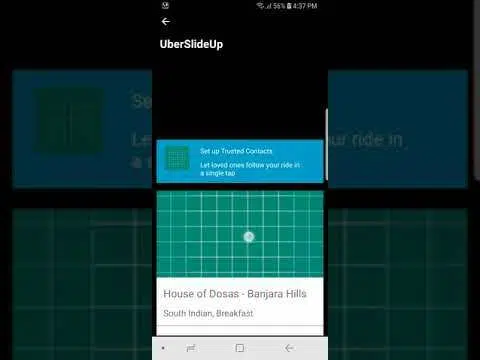 56% 4:37 PM
UberSlideUp
Set up Trusted Contacts
Let loved ones follow your ride in
a single tap
House of Dosas - Banjara Hills
South Indian, Breakfast